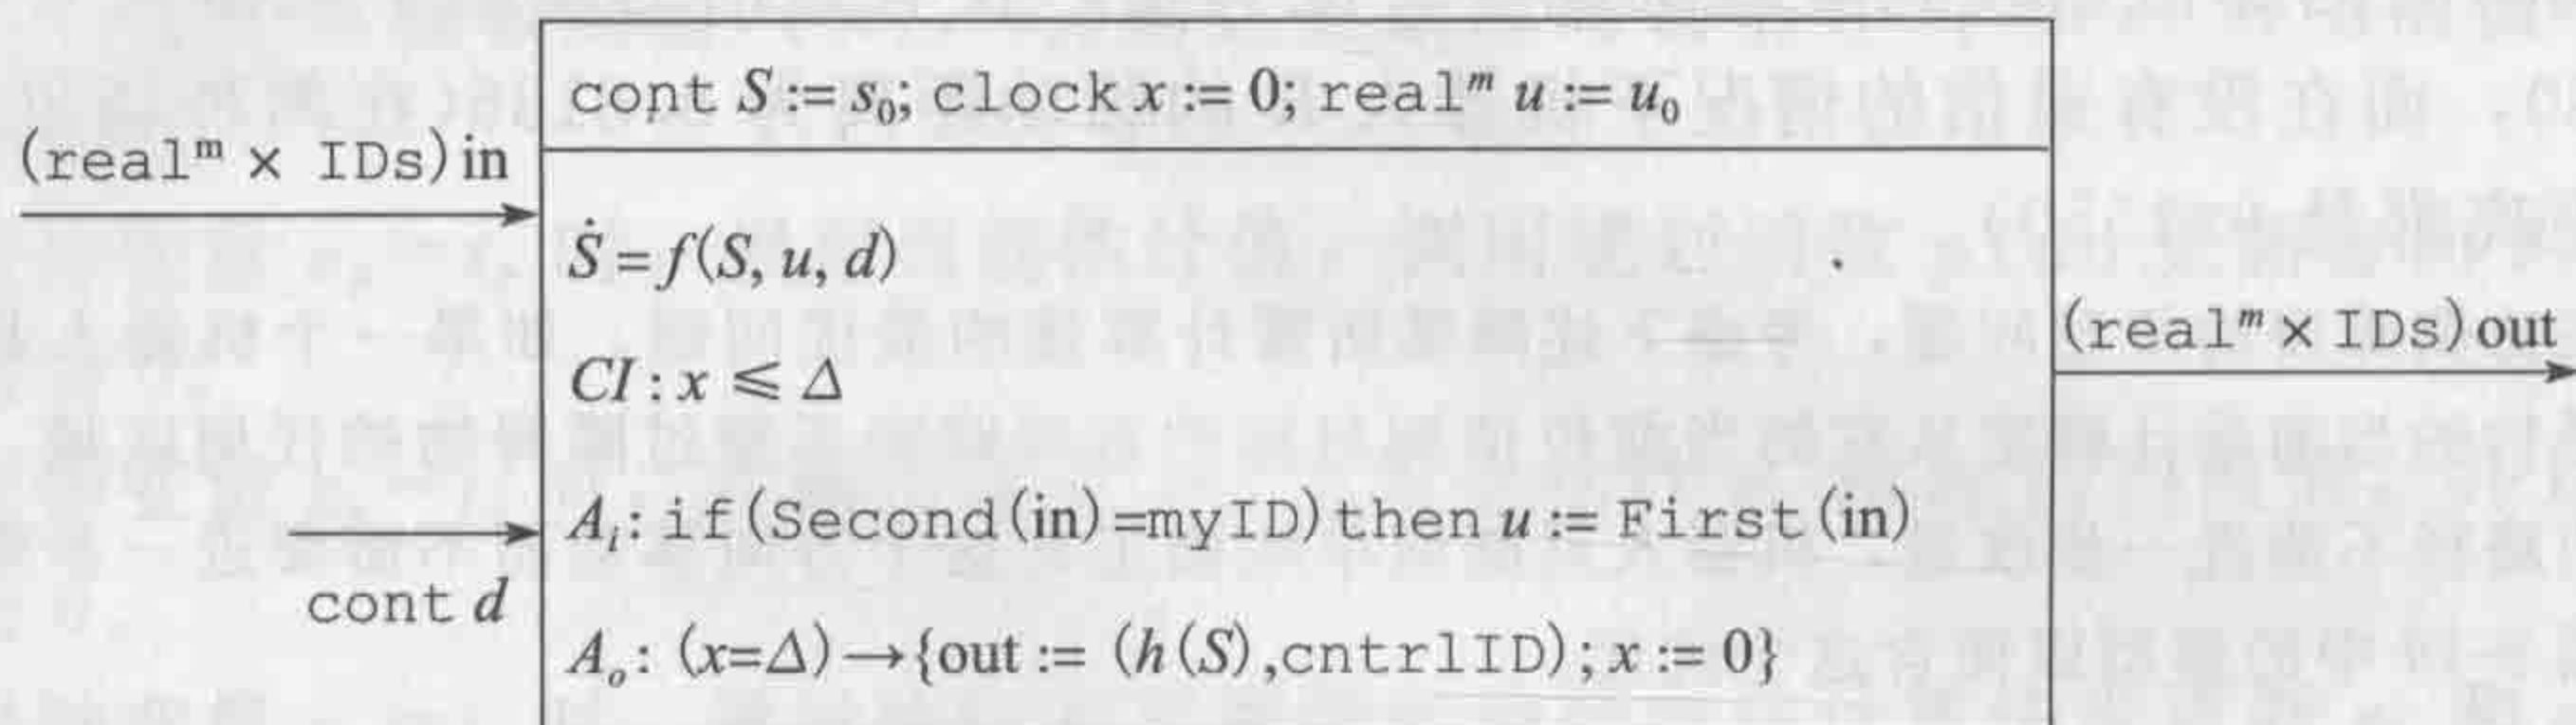 cont S := s₀; clock x := 0; realᵐ u := u₀
(realᵐ × IDs) in
Ṡ = f(S, u, d)
(realᵐ × IDs) out
CI : x ⩽ Δ
Aᵢ: if(Second(in)=myID)then u := First(in)
cont d
Aₒ: (x=Δ)→{out := (h(S),cntrlID); x := 0}